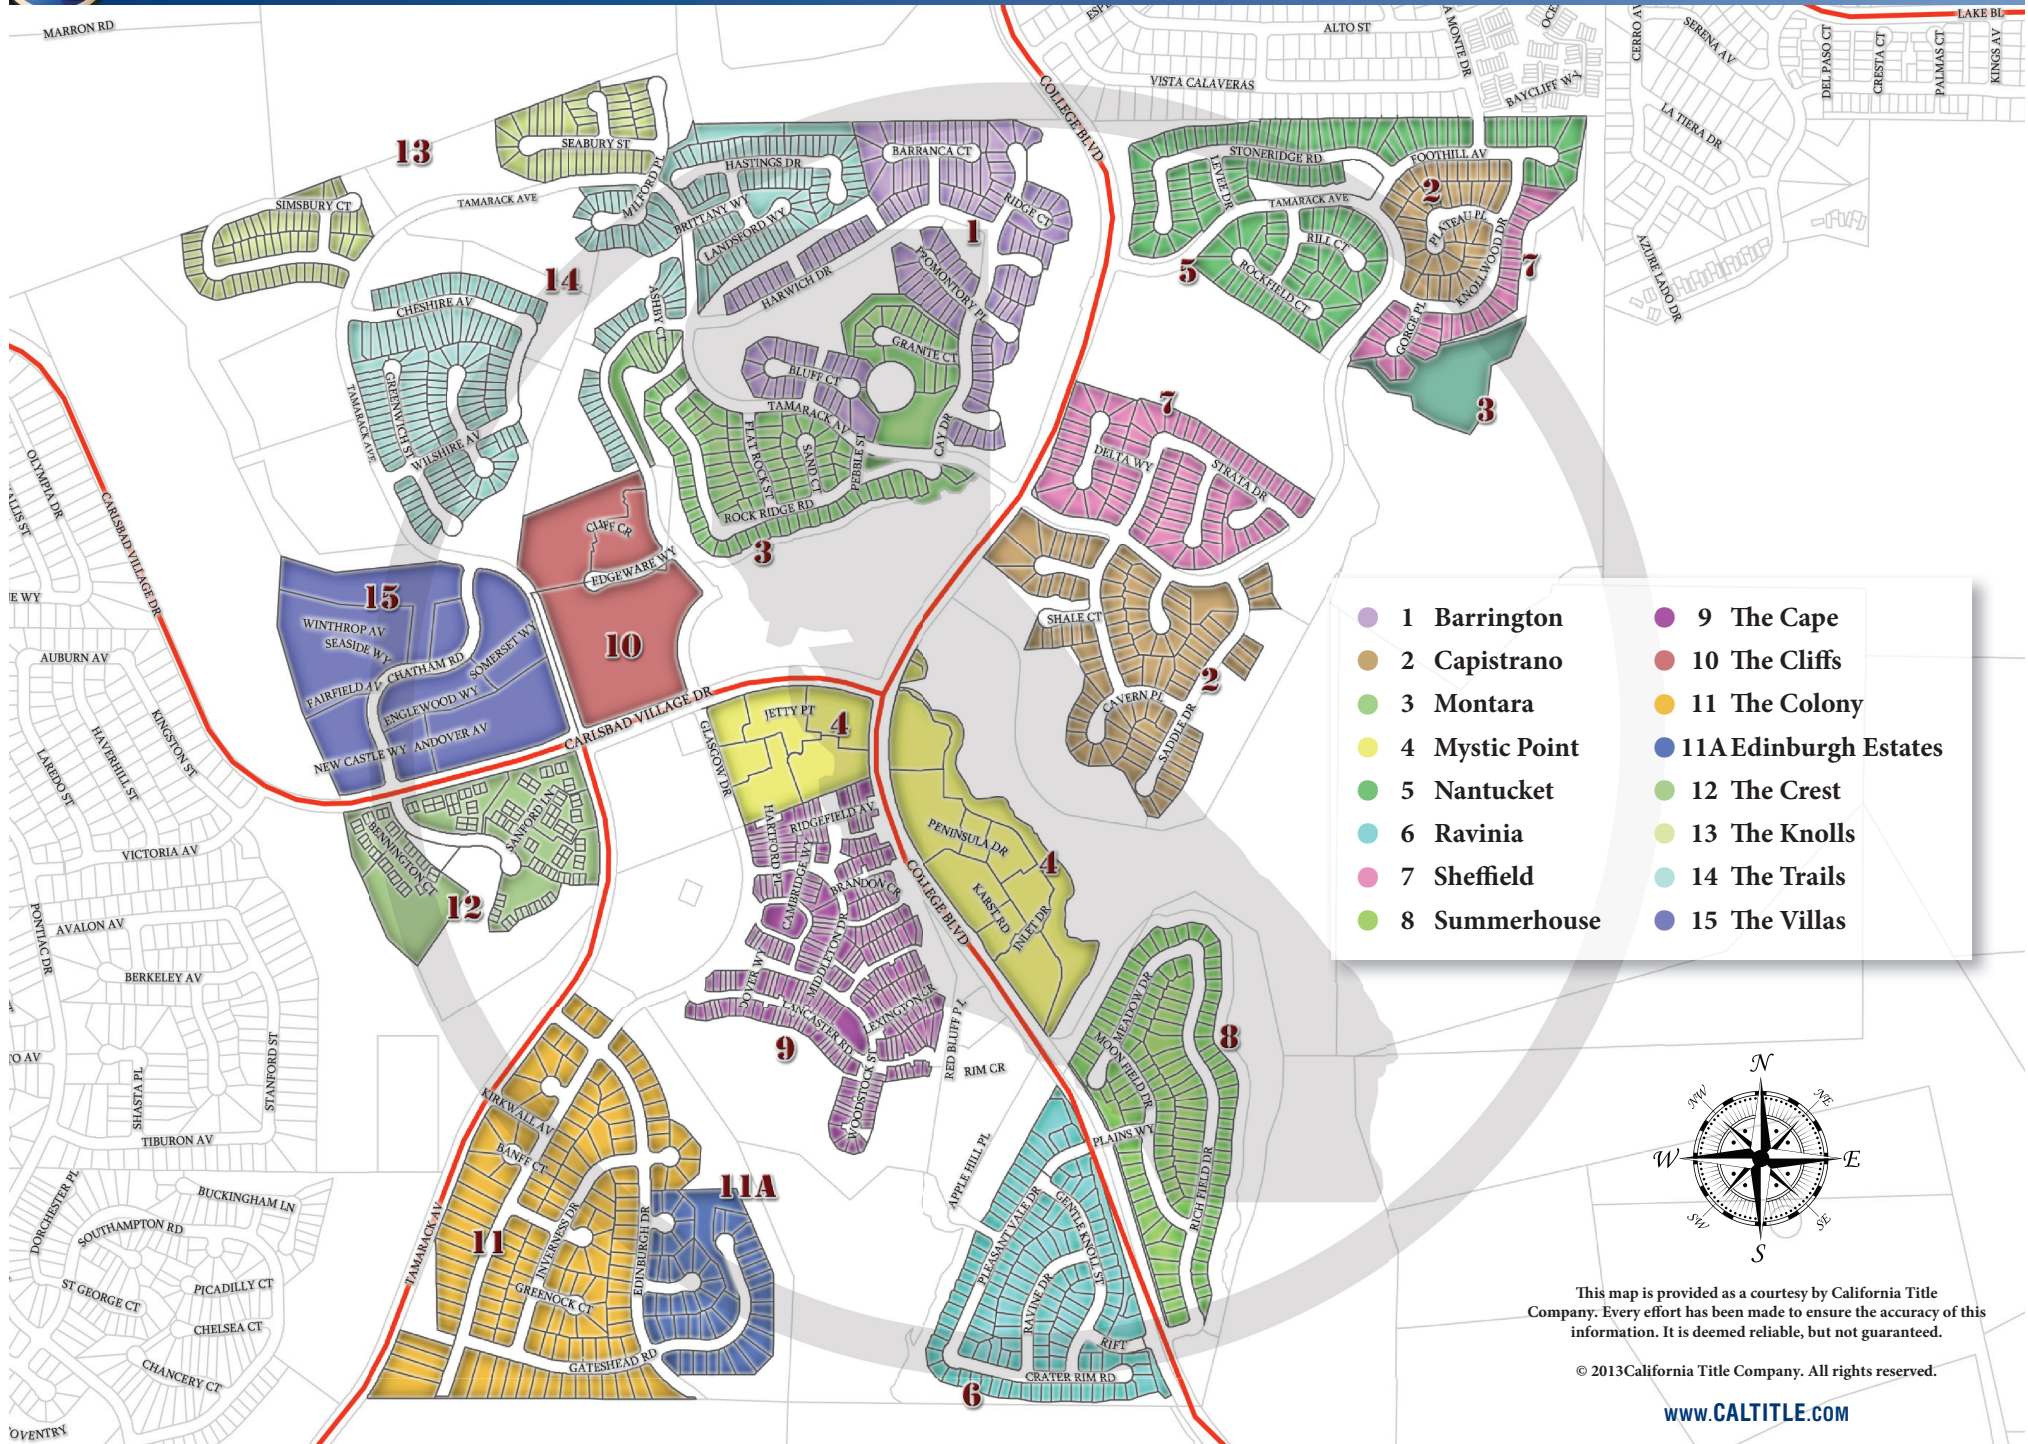 MARRON RD
ALTO ST
VISTA CALAVERAS
A MONTE DR
BAYCLIFF WY
CERRO AV
SERENA AV
LAKE BL
DEL PASO CT
CRESTA CT
PALMAS CT
KINGS AV
LA TIERA DR
AZURE LADO DR
COLLEGE BLVD
13
SEABURY ST
SIMSBURY CT
TAMARACK AVE
MILFORD PL
HASTINGS DR
BRITTANY WY
LANDSFORD WY
BARRANCA CT
RIDGE CT
1
HARWICH DR
PROMONTORY PL
STONERIDGE RD
LEVEE DR
FOOTHILL AV
2
TAMARACK AVE
PLATEAU PL
RILL CT
ROCKFIELD CT
KNOLLWOOD DR
5
7
GORGE PL
3
14
CHESHIRE AV
ASHBY CT
GREENWICH ST
TAMARACK AVE
WILSHIRE AV
GRANITE CT
BLUFF CT
TAMARACK AV
FLAT ROCK ST
SAND CT
PEBBLE ST
CAY DR
ROCK RIDGE RD
3
7
DELTA WY
STRATA DR
OLYMPIA DR
CARLSBAD VILLAGE DR
CLIFF CR
EDGEWARE WY
10
15
WINTHROP AV
SEASIDE WY
CHATHAM RD
SOMERSET WY
FAIRFIELD AV
ENGLEWOOD WY
NEW CASTLE WY
ANDOVER AV
CARLSBAD VILLAGE DR
SHALE CT
CAVERN PL
2
SADDLE DR
1 Barrington
2 Capistrano
3 Montara
4 Mystic Point
5 Nantucket
6 Ravinia
7 Sheffield
8 Summerhouse
9 The Cape
10 The Cliffs
11 The Colony
11A Edinburgh Estates
12 The Crest
13 The Knolls
14 The Trails
15 The Villas
E WY
AUBURN AV
KINGSTON ST
HAVERHILL ST
LAREDO ST
VICTORIA AV
PONTIAC DR
AVALON AV
BERKELEY AV
STANFORD ST
SHASTA PL
TIBURON AV
TO AV
JETTY PT
4
GLASGOW DR
SANFORD LN
BENNINGTON CT
12
HARTFORD PL
RIDGEFIELD AV
CAMBRIDGE WY
BRANDON CR
MIDDLETON DR
DOVER WY
LANCASTER RD
LEXINGTON CR
WOODSTOCK ST
9
RED BLUFF PL
RIM CR
COLLEGE BLVD
PENINSULA DR
4
KARST RD
INLET DR
MEADOW DR
MOON FIELD DR
8
PLAINS WY
RICH FIELD DR
KIRKWALL AV
BANFF CT
11A
11
INVERNESS DR
EDINBURGH DR
GREENOCK CT
GATESHEAD RD
TAMARACK AV
APPLE HILL PL
PLEASANT VALE DR
GENTLE KNOLL ST
RAVINE DR
RIFT
CRATER RIM RD
6
DORCHESTER PL
BUCKINGHAM LN
SOUTHAMPTON RD
ST GEORGE CT
PICADILLY CT
CHELSEA CT
CHANCERY CT
OVENTRY
N
NW
NE
W
E
SW
SE
S
This map is provided as a courtesy by California Title
Company. Every effort has been made to ensure the accuracy of this
information. It is deemed reliable, but not guaranteed.
© 2013California Title Company. All rights reserved.
WWW.CALTITLE.COM